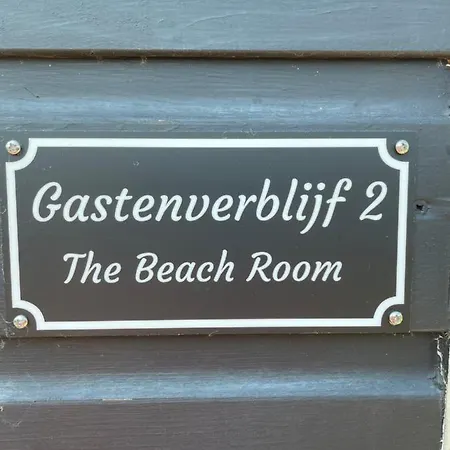 Gastenverblijf 2
The Beach Room